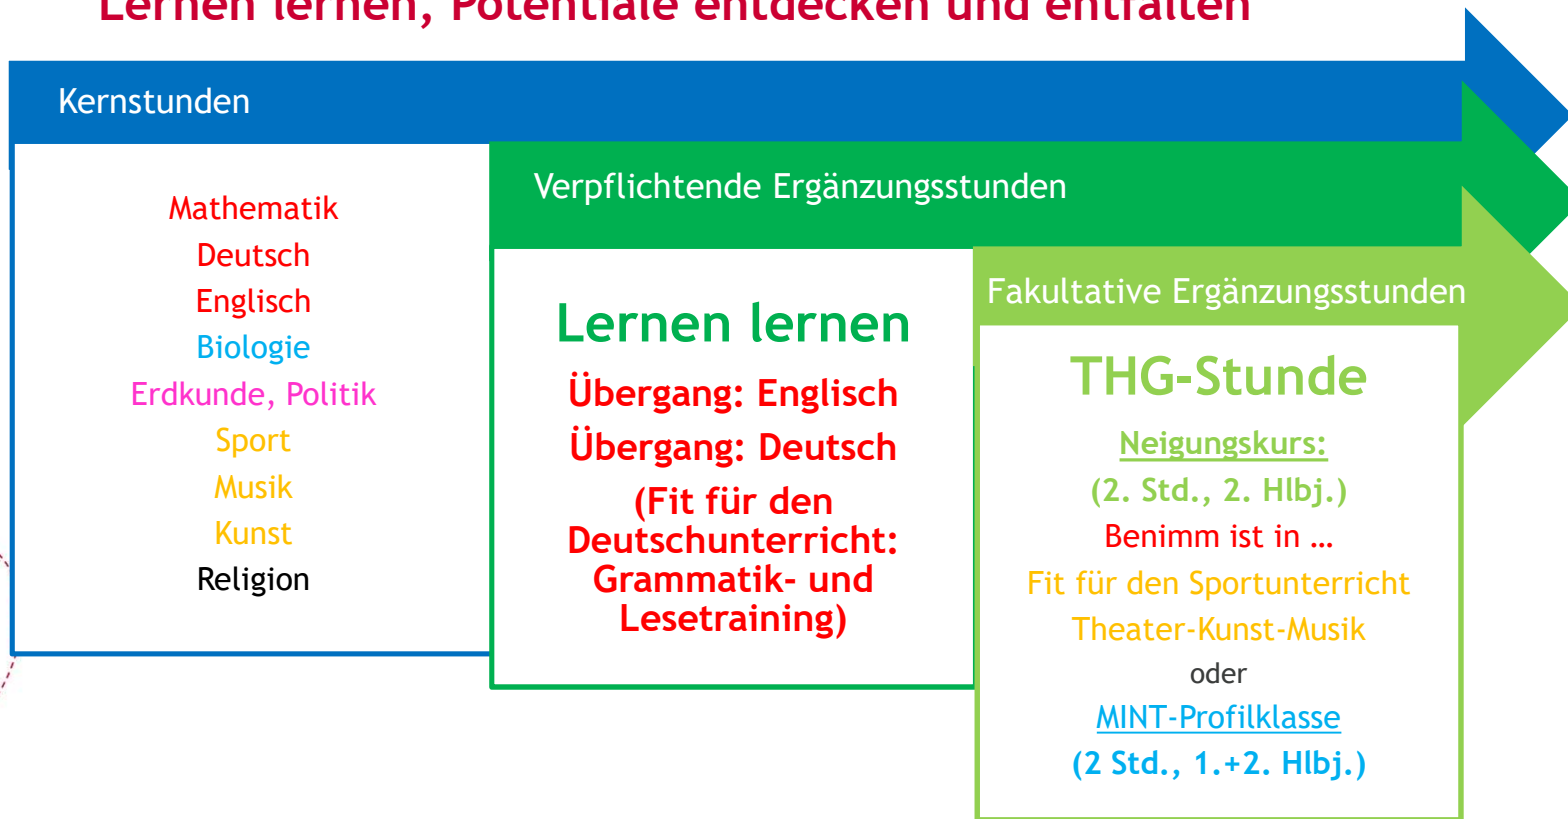 Lernen lernen, Potentiale entdecken und entfalten
Kernstunden
Mathematik
Deutsch
Englisch
Biologie
Erdkunde, Politik
Sport
Musik
Kunst
Religion
Verpflichtende Ergänzungsstunden
Lernen lernen
Übergang: Englisch
Übergang: Deutsch
(Fit für den
Deutschunterricht:
Grammatik- und
Lesetraining)
Fakultative Ergänzungsstunden
THG-Stunde
Neigungskurs:
(2. Std., 2. Hlbj.)
Benimm ist in …
Fit für den Sportunterricht
Theater-Kunst-Musik
oder
MINT-Profilklasse
(2 Std., 1.+2. Hlbj.)